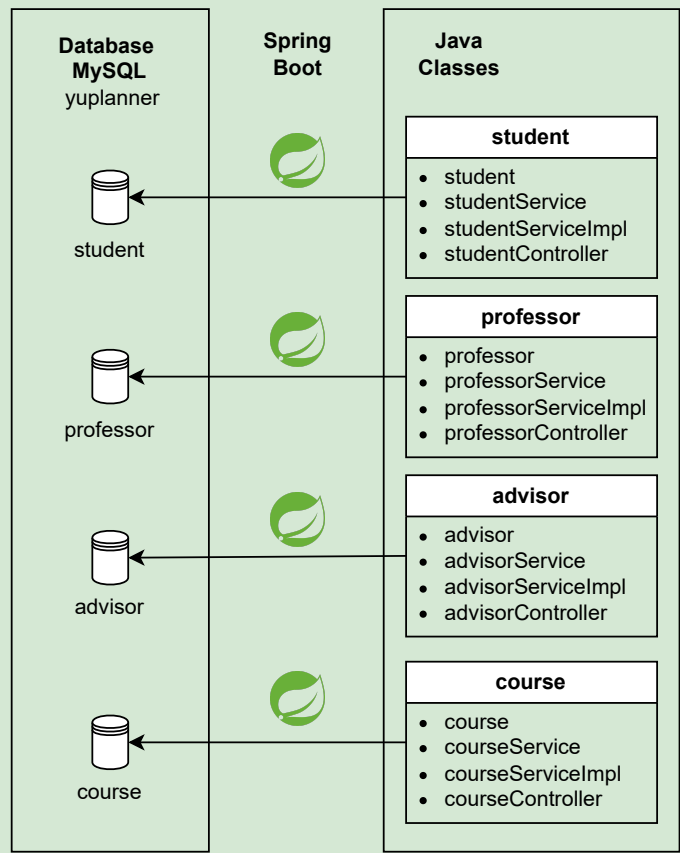 Database
MySQL
yuplanner
student
professor
advisor
course
Spring
Boot
Java
Classes
student
student
studentService
studentServiceImpl
studentController
professor
professor
professorService
professorServiceImpl
professorController
advisor
advisor
advisorService
advisorServiceImpl
advisorController
course
course
courseService
courseServiceImpl
courseController